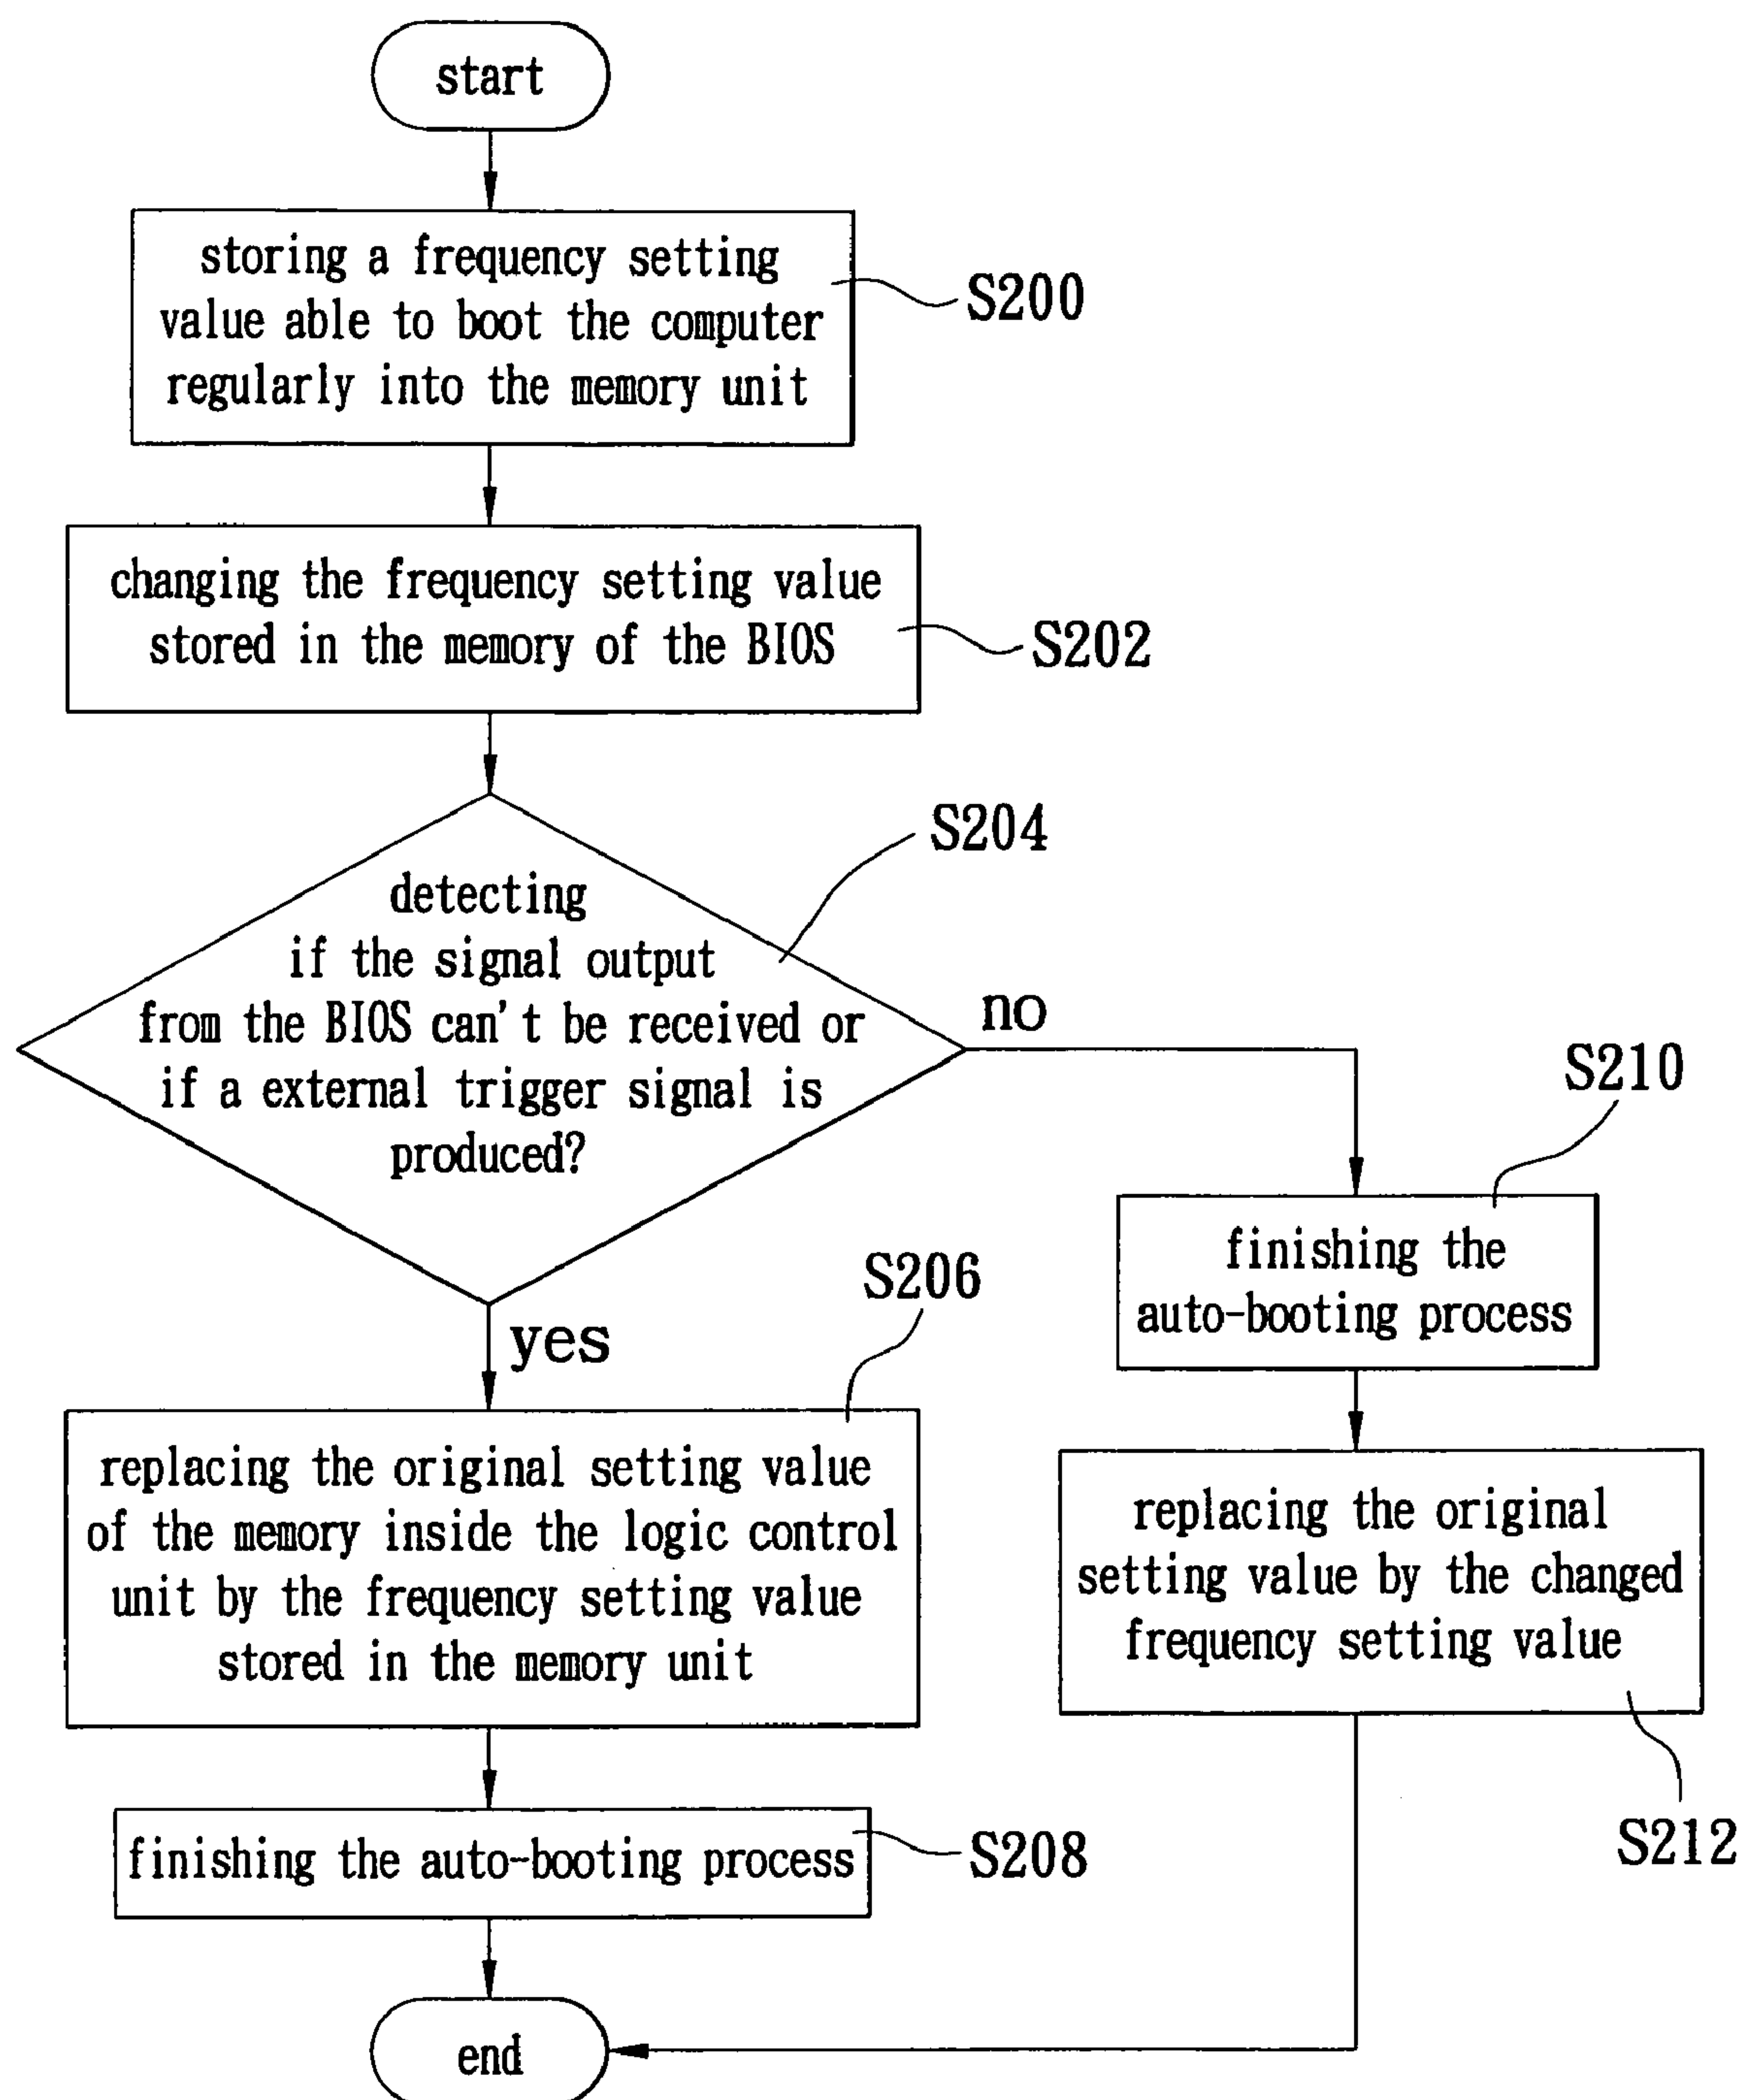 start
storing a frequency setting
value able to boot the computer
regularly into the memory unit
S200
changing the frequency setting value
stored in the memory of the BIOS
S202
S204
detecting
if the signal output
from the BIOS can't be received or
if a external trigger signal is
produced?
no
yes
S206
replacing the original setting value
of the memory inside the logic control
unit by the frequency setting value
stored in the memory unit
finishing the auto-booting process
S208
S210
finishing the
auto-booting process
replacing the original
setting value by the changed
frequency setting value
S212
end